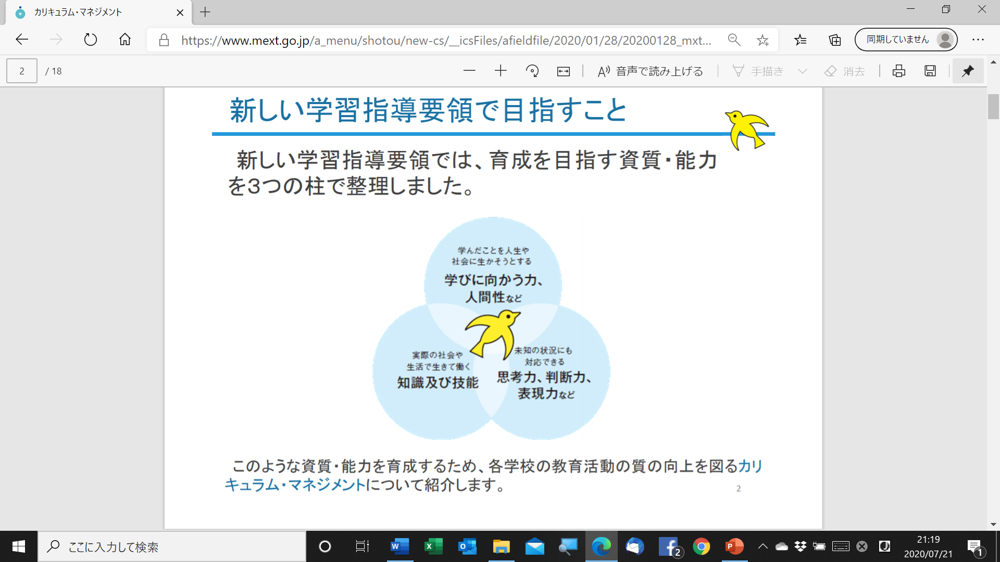 カリキュラム・マネジメント
https://www.mext.go.jp/a_menu/shotou/new-cs/__icsFiles/afieldfile/2020/01/28/20200128_mxt...
同期していません
2 / 18
音声で読み上げる
手描き
消去
新しい学習指導要領で目指すこと
新しい学習指導要領では、育成を目指す資質・能力
を3つの柱で整理しました。
学んだことを人生や
社会に生かそうとする
学びに向かう力、
人間性など
実際の社会や
生活で生きて働く
知識及び技能
未知の状況にも
対応できる
思考力、判断力、
表現力など
このような資質・能力を育成するため、各学校の教育活動の質の向上を図るカリ
キュラム・マネジメントについて紹介します。
2
ここに入力して検索
2
21:19
2020/07/21
1